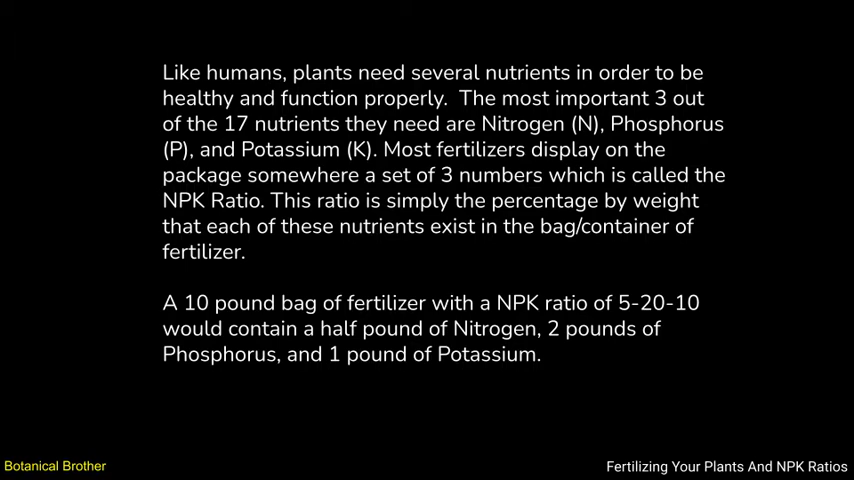 Like humans, plants need several nutrients in order to be
healthy and function properly.  The most important 3 out
of the 17 nutrients they need are Nitrogen (N), Phosphorus
(P), and Potassium (K). Most fertilizers display on the
package somewhere a set of 3 numbers which is called the
NPK Ratio. This ratio is simply the percentage by weight
that each of these nutrients exist in the bag/container of
fertilizer.
A 10 pound bag of fertilizer with a NPK ratio of 5-20-10
would contain a half pound of Nitrogen, 2 pounds of
Phosphorus, and 1 pound of Potassium.
Botanical Brother
Fertilizing Your Plants And NPK Ratios